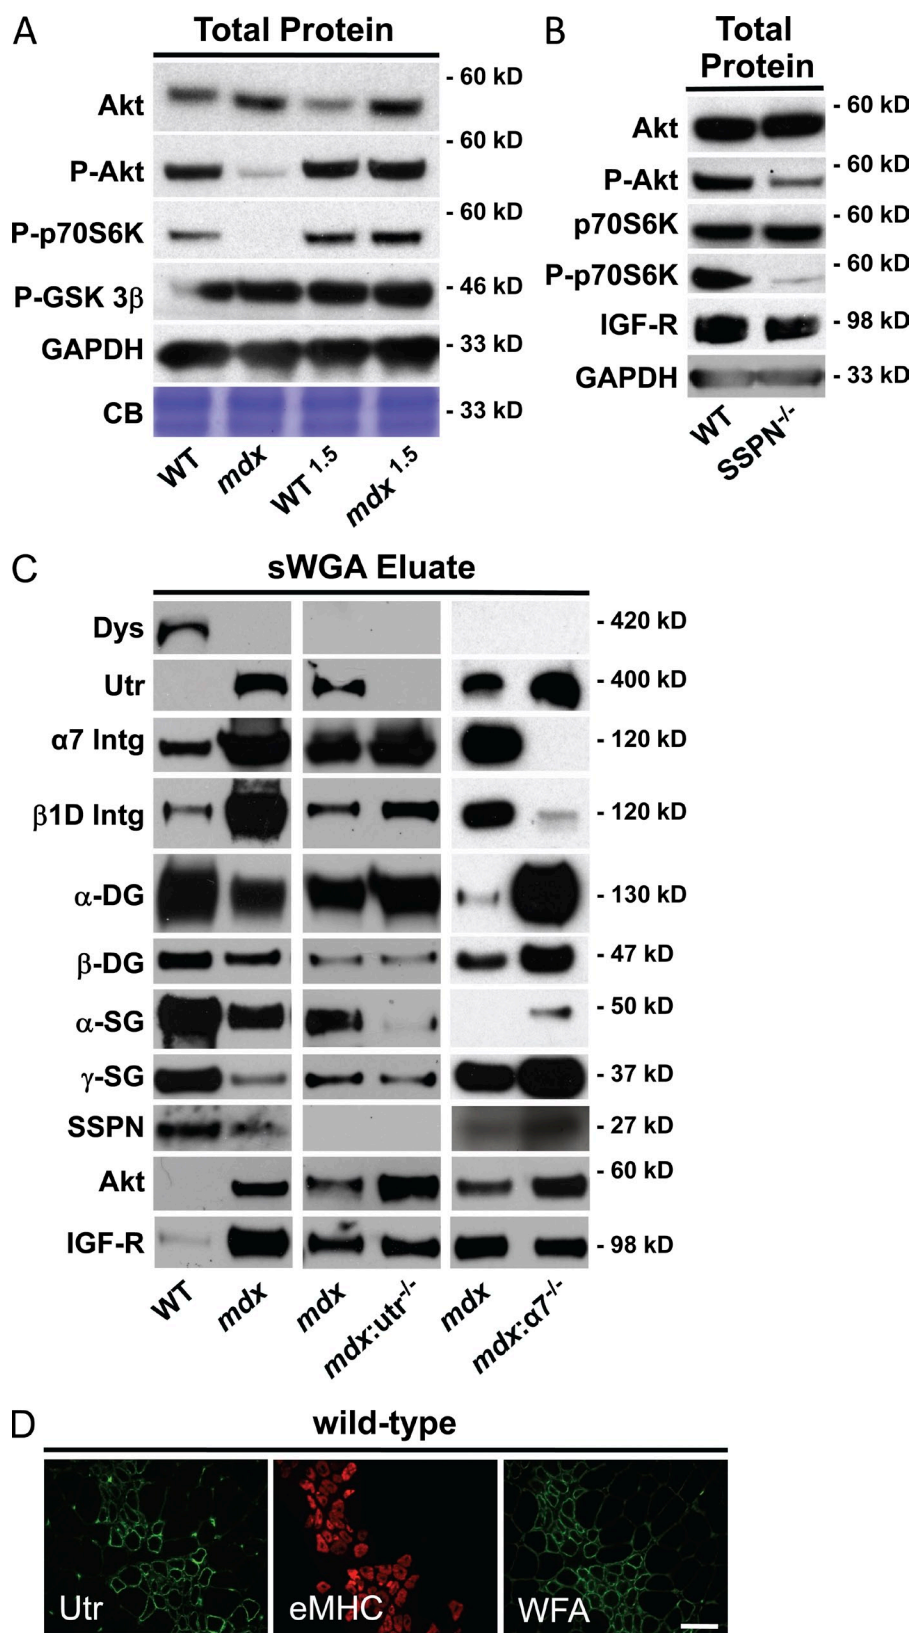 A
Total Protein
Akt
- 60 kD
P-Akt
- 60 kD
P-p70S6K
- 60 kD
P-GSK 3β
- 46 kD
GAPDH
- 33 kD
CB
- 33 kD
WT
mdx
WT 1.5
mdx 1.5
B
Total
Protein
Akt
- 60 kD
P-Akt
- 60 kD
p70S6K
- 60 kD
P-p70S6K
- 60 kD
IGF-R
- 98 kD
GAPDH
- 33 kD
WT
SSPN-/-
C
sWGA Eluate
Dys
- 420 kD
Utr
- 400 kD
α7 Intg
- 120 kD
β1D Intg
- 120 kD
α-DG
- 130 kD
β-DG
- 47 kD
α-SG
- 50 kD
γ-SG
- 37 kD
SSPN
- 27 kD
Akt
- 60 kD
IGF-R
- 98 kD
WT
mdx
mdx
mdx:utr-/-
mdx
mdx:α7-/-
D
wild-type
Utr
eMHC
WFA